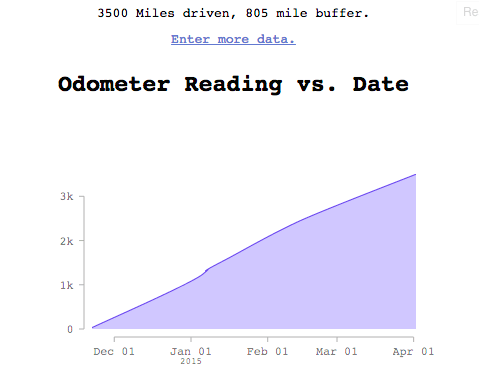 3500 Miles driven, 805 mile buffer.
Re
Enter more data.
Odometer Reading vs. Date
3k
2k
1k
0
Dec 01 Jan 01 Feb 01 Mar 01 Apr 01
2015